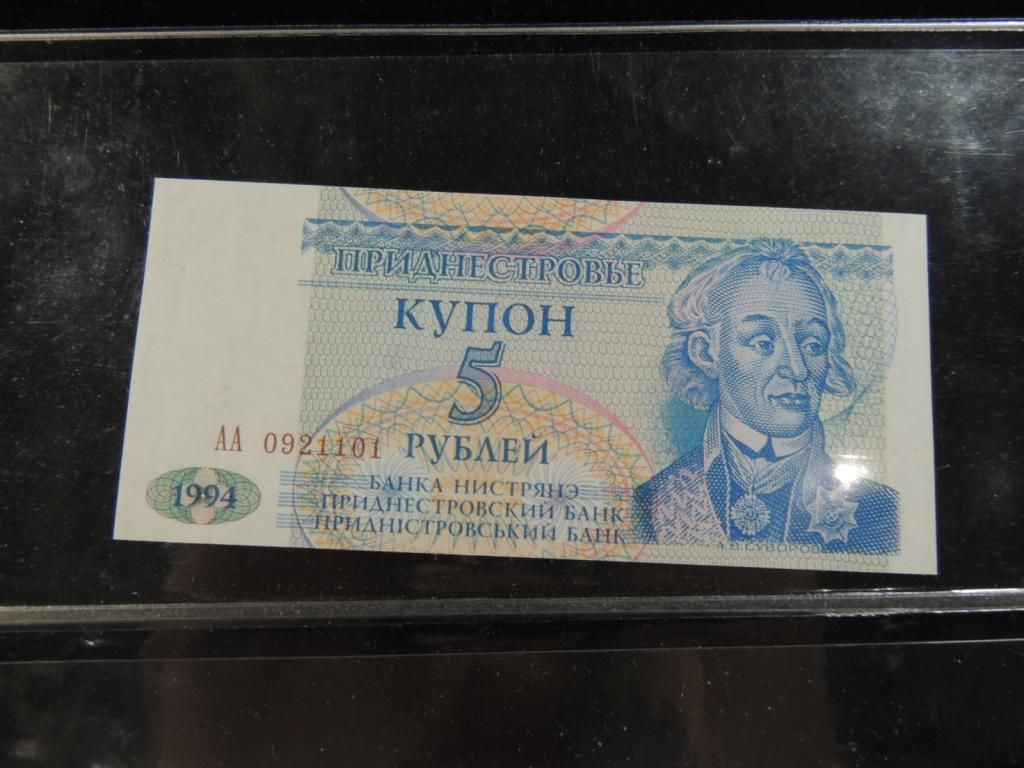 ПРИДНЕСТРОВЬЕ
КУПОН
5
РУБЛЕЙ
АА 0921101
1994
БАНКА НИСТРЯНЭ
ПРИДНЕСТРОВСКИЙ БАНК
ПРИДНІСТРОВСЬКИЙ БАНК
А.В.СУВОРОВ